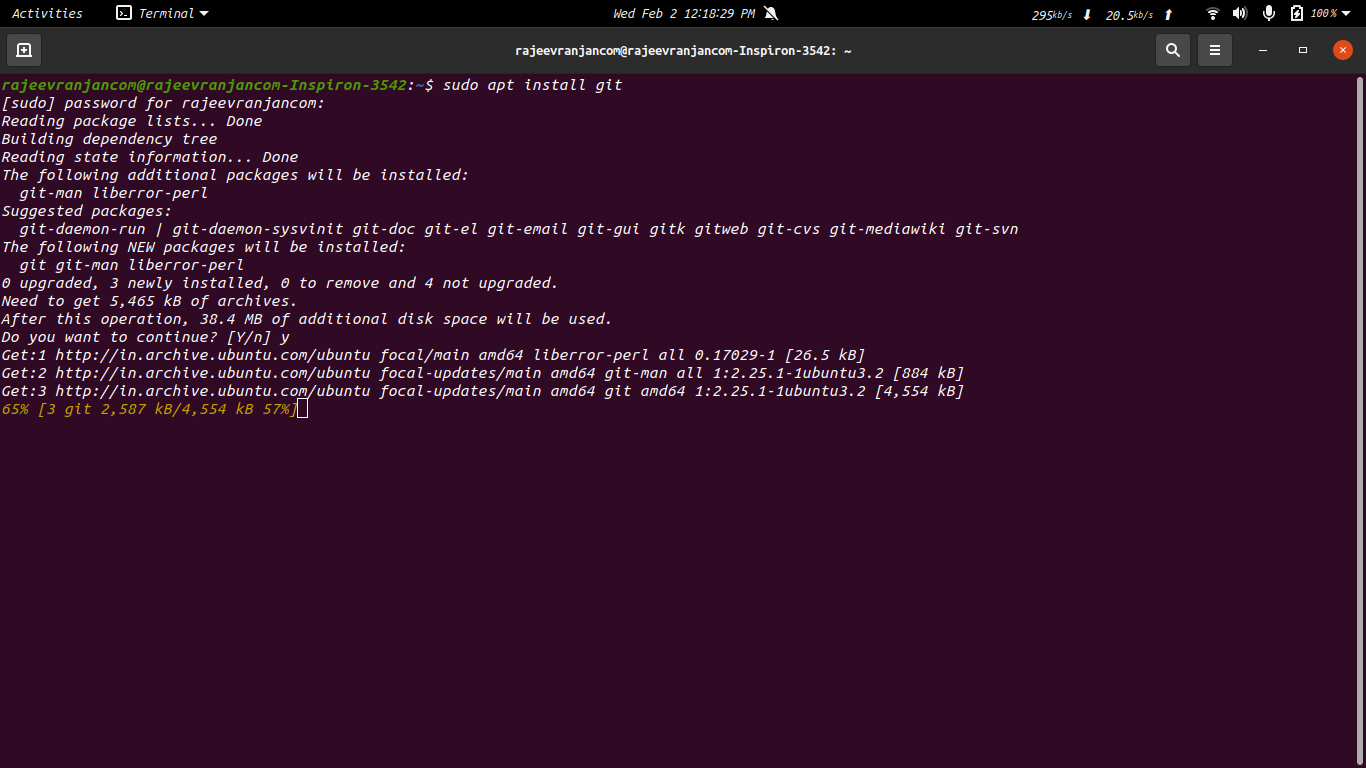 Activities Terminal Wed Feb 2 12:18:29 PM 295kb/s 20.5kb/s 100%
rajeevranjancom@rajeevranjancom-Inspiron-3542: ~
rajeevranjancom@rajeevranjancom-Inspiron-3542:~$ sudo apt install git
[sudo] password for rajeevranjancom:
Reading package lists... Done
Building dependency tree
Reading state information... Done
The following additional packages will be installed:
  git-man liberror-perl
Suggested packages:
  git-daemon-run | git-daemon-sysvinit git-doc git-el git-email git-gui gitk gitweb git-cvs git-mediawiki git-svn
The following NEW packages will be installed:
  git git-man liberror-perl
0 upgraded, 3 newly installed, 0 to remove and 4 not upgraded.
Need to get 5,465 kB of archives.
After this operation, 38.4 MB of additional disk space will be used.
Do you want to continue? [Y/n] y
Get:1 http://in.archive.ubuntu.com/ubuntu focal/main amd64 liberror-perl all 0.17029-1 [26.5 kB]
Get:2 http://in.archive.ubuntu.com/ubuntu focal-updates/main amd64 git-man all 1:2.25.1-1ubuntu3.2 [884 kB]
Get:3 http://in.archive.ubuntu.com/ubuntu focal-updates/main amd64 git amd64 1:2.25.1-1ubuntu3.2 [4,554 kB]
65% [3 git 2,587 kB/4,554 kB 57%]